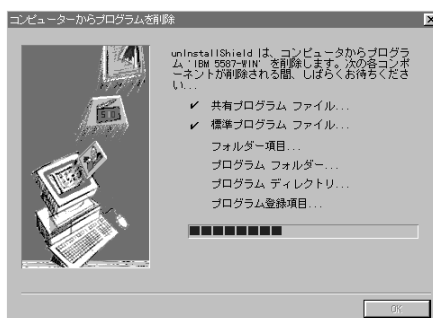 コンピューターからプログラムを削除
unInstallShield は、コンピュータからプログラ
ム 'IBM 5587-WIN' を削除します。次の各コンポ
ーネントが削除される間、しばらくお待ちくださ
い...
✔ 共有プログラム ファイル...
✔ 標準プログラム ファイル...
フォルダー項目...
プログラム フォルダー...
プログラム ディレクトリ...
プログラム登録項目...
OK